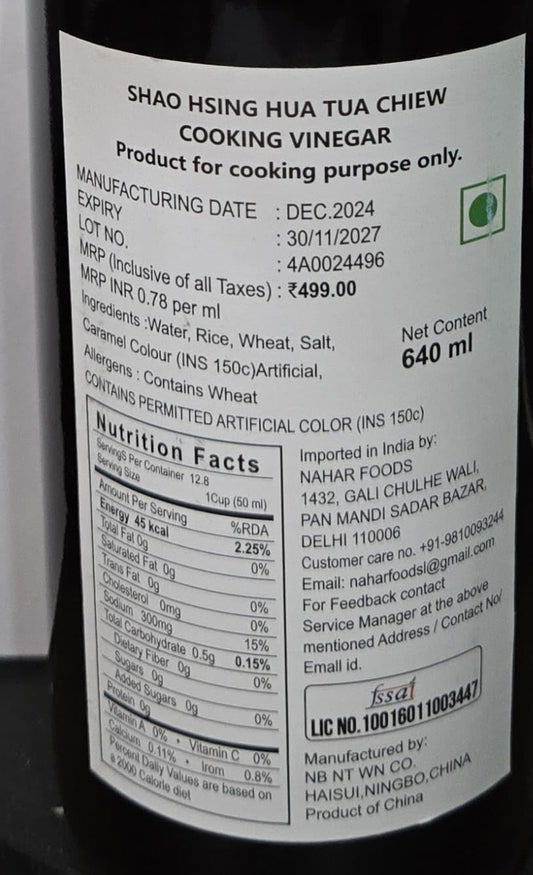 SHAO HSING HUA TUA CHIEW
COOKING VINEGAR
Product for cooking purpose only.
MANUFACTURING DATE : DEC.2024
EXPIRY : 30/11/2027
LOT NO. : 4A0024496
MRP (Inclusive of all Taxes) : ₹499.00
MRP INR 0.78 per ml
Ingredients :Water, Rice, Wheat, Salt,
Caramel Colour (INS 150c)Artificial,
Allergens : Contains Wheat
CONTAINS PERMITTED ARTIFICIAL COLOR (INS 150c)
Net Content
640 ml
Nutrition Facts
ServingS Per Container 12.8
Serving Size 1Cup (50 ml)
Amount Per Serving %RDA
Energy 45 kcal 2.25%
Total Fat 0g 0%
Saturated Fat 0g
Trans Fat 0g 0%
Cholesterol 0mg 0%
Sodium 300mg 15%
Total Carbohydrate 0.5g 0.15%
Dietary Fiber 0g 0%
Sugars 0g
Added Sugars 0g 0%
Protein 0g
Vitamin A 0% • Vitamin C 0%
Calcium 0.11% • Irom 0.8%
Percent Daily Values are based on
a 2000 Calorie diet
Imported in India by:
NAHAR FOODS
1432, GALI CHULHE WALI,
PAN MANDI SADAR BAZAR,
DELHI 110006
Customer care no. +91-9810093244
Email: naharfoodsl@gmail.com
For Feedback contact
Service Manager at the above
mentioned Address / Contact No/
Emall id.
fssai
LIC NO. 10016011003447
Manufactured by:
NB NT WN CO.
HAISUI,NINGBO,CHINA
Product of China